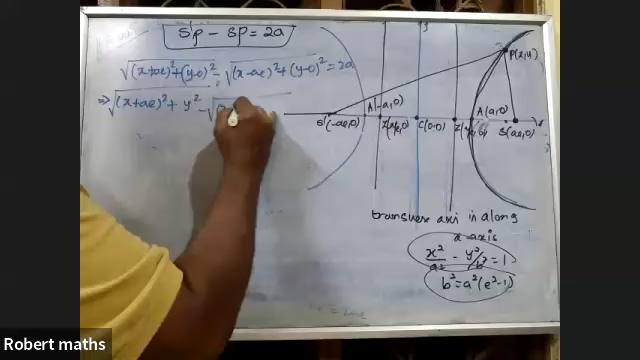 S'P - SP = 2a
√(x+ae)²+(y-0)² - √(x-ae)²+(y-0)² = 2a
⇒ √(x+ae)² + y² - √(x
P(x,y)
A'(-a,0)
A(a,0)
S'(-ae,0)
C(0,0)
S(ae,0)
transverse axis is along
x-axis
x²/a² - y²/b² = 1
b² = a²(e²-1)
Robert maths